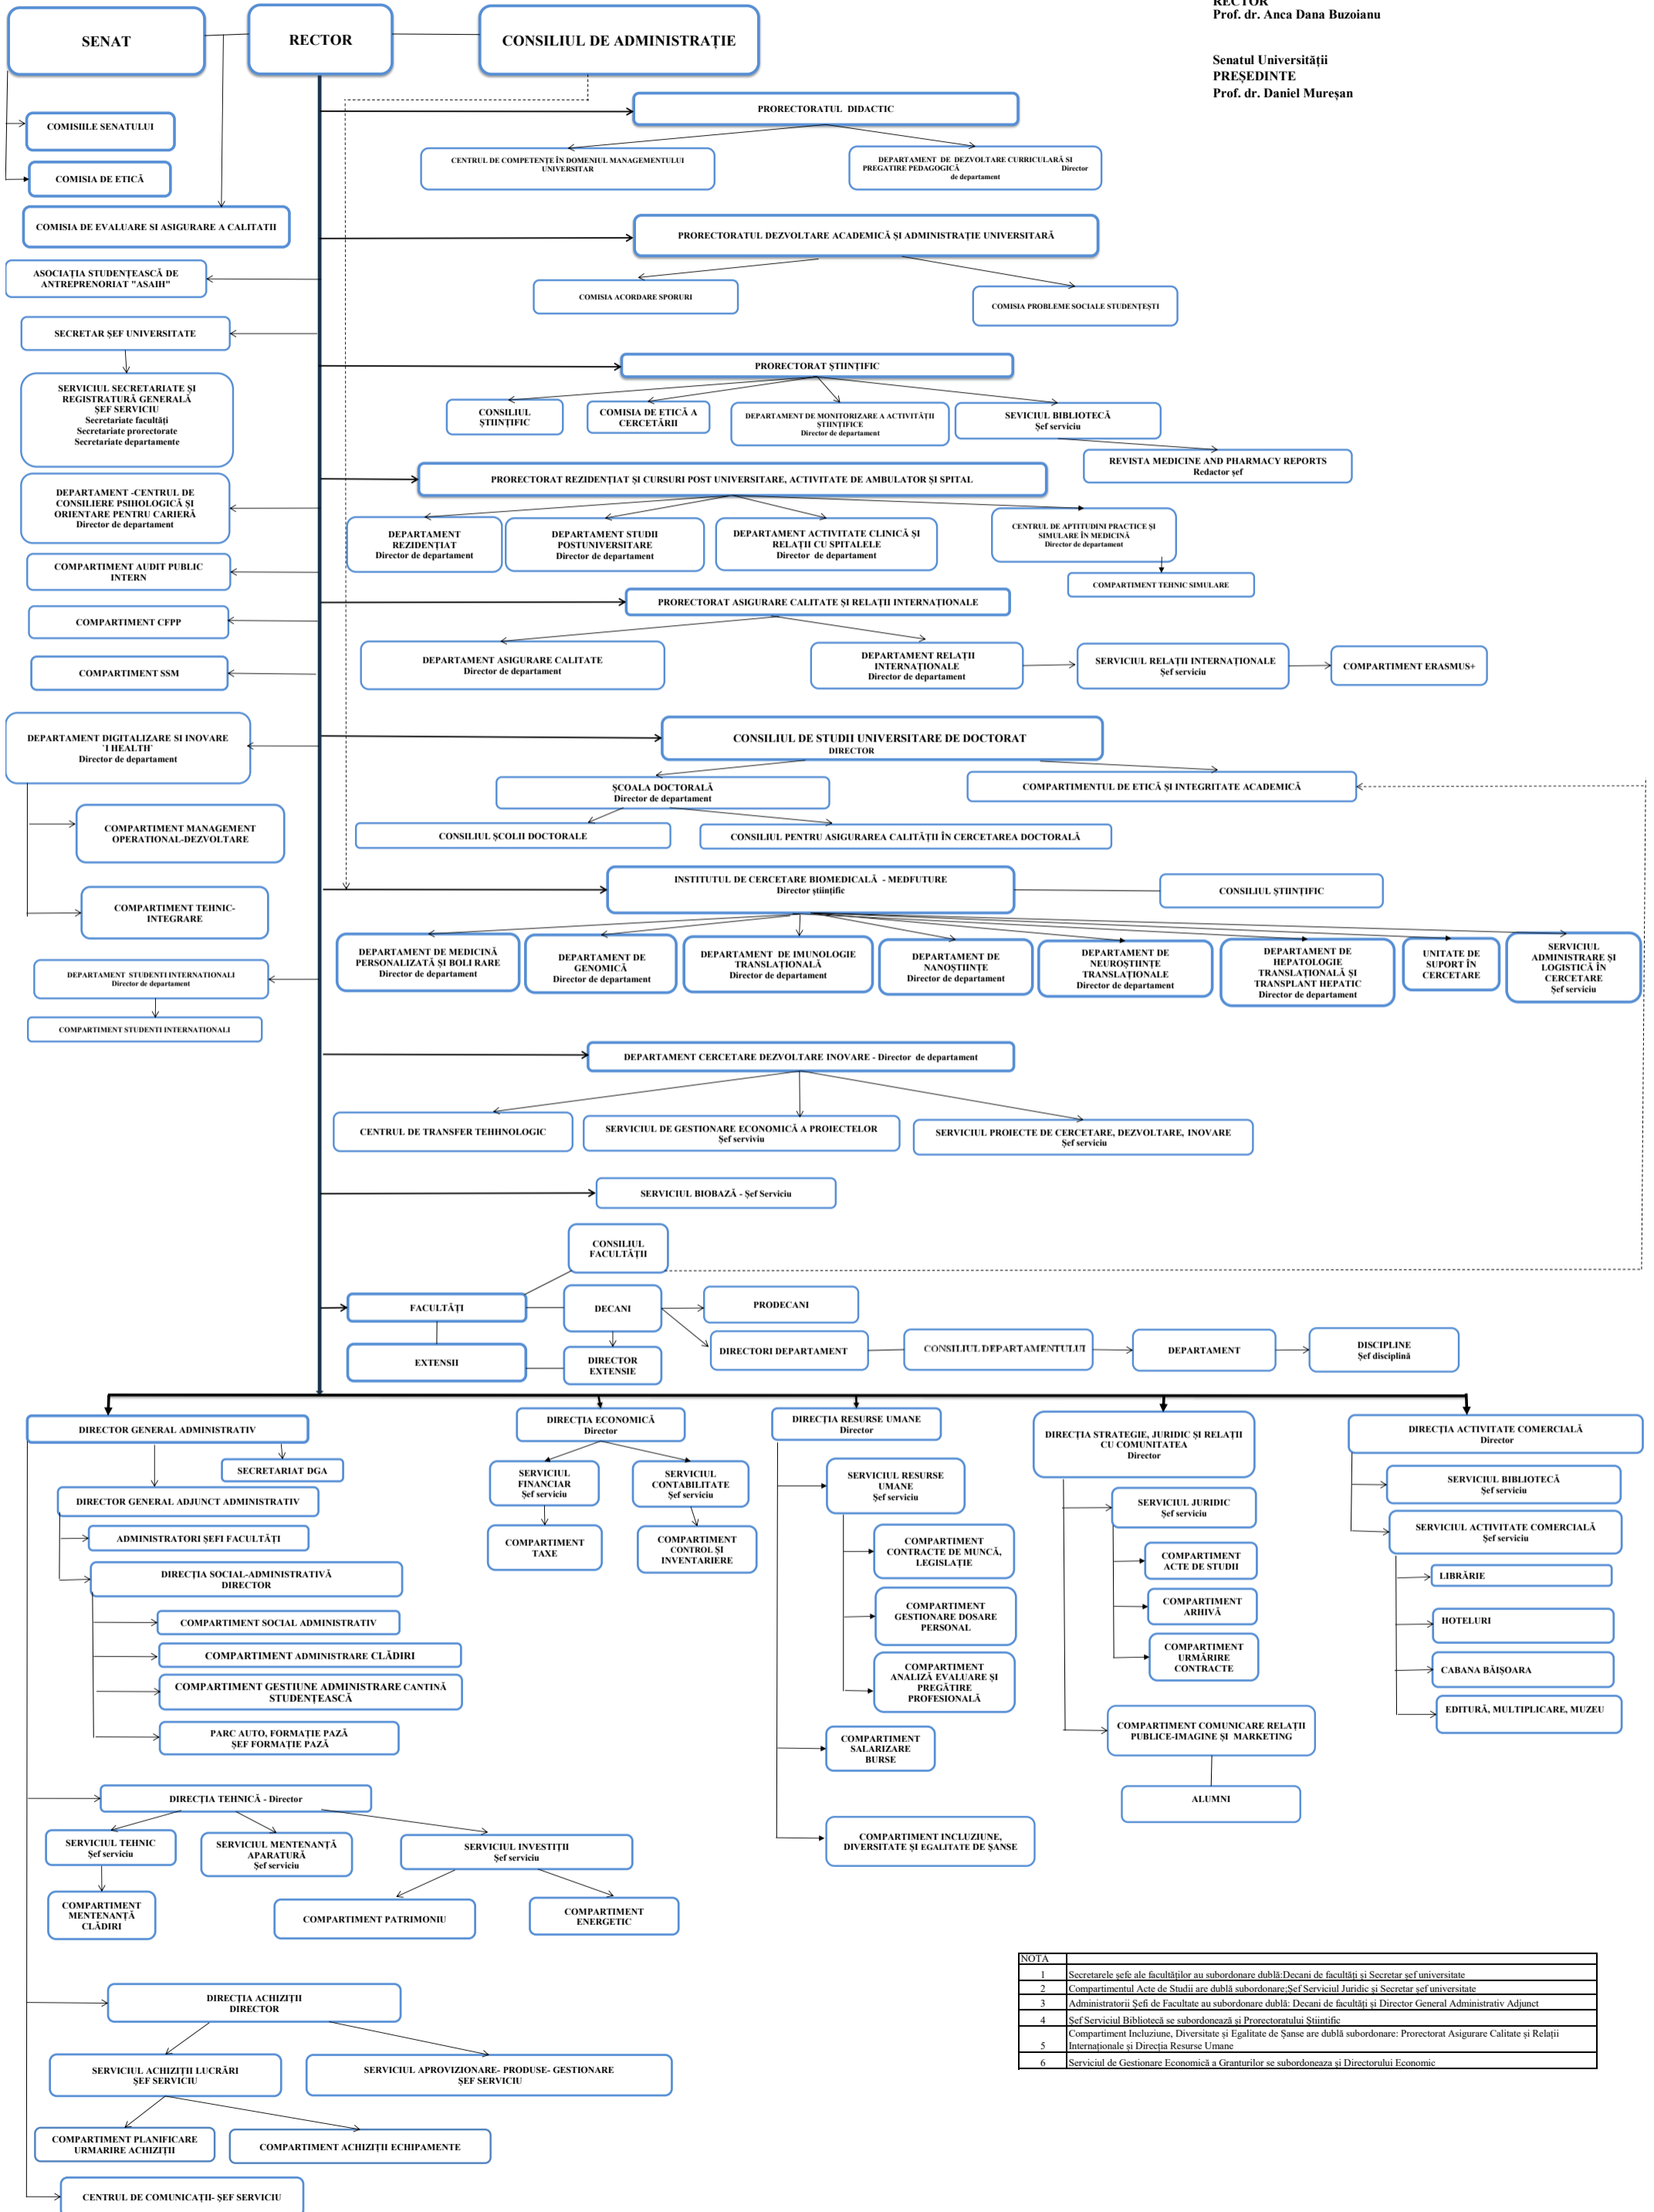 RECTOR
Prof. dr. Anca Dana Buzoianu
Senatul Universității
PREȘEDINTE
Prof. dr. Daniel Mureșan
SENAT
RECTOR
CONSILIUL DE ADMINISTRAȚIE
COMISIILE SENATULUI
COMISIA DE ETICĂ
COMISIA DE EVALUARE SI ASIGURARE A CALITATII
ASOCIAȚIA STUDENȚEASCĂ DE
ANTREPRENORIAT "ASAIH"
SECRETAR ȘEF UNIVERSITATE
SERVICIUL SECRETARIATE ȘI
REGISTRATURĂ GENERALĂ
ȘEF SERVICIU
Secretariate facultăți
Secretariate prorectorate
Secretariate departamente
DEPARTAMENT -CENTRUL DE
CONSILIERE PSIHOLOGICĂ ȘI
ORIENTARE PENTRU CARIERĂ
Director de departament
COMPARTIMENT AUDIT PUBLIC
INTERN
COMPARTIMENT CFPP
COMPARTIMENT SSM
DEPARTAMENT DIGITALIZARE SI INOVARE
`I HEALTH`
Director de departament
COMPARTIMENT MANAGEMENT
OPERATIONAL-DEZVOLTARE
COMPARTIMENT TEHNIC-
INTEGRARE
DEPARTAMENT STUDENTI INTERNATIONALI
Director de departament
COMPARTIMENT STUDENTI INTERNATIONALI
PRORECTORATUL DIDACTIC
CENTRUL DE COMPETENȚE ÎN DOMENIUL MANAGEMENTULUI
UNIVERSITAR
DEPARTAMENT DE DEZVOLTARE CURRICULARĂ SI
PREGATIRE PEDAGOGICĂ Director
de departament
PRORECTORATUL DEZVOLTARE ACADEMICĂ ȘI ADMINISTRAȚIE UNIVERSITARĂ
COMISIA ACORDARE SPORURI
COMISIA PROBLEME SOCIALE STUDENȚEȘTI
PRORECTORAT ȘTIINȚIFIC
CONSILIUL
ȘTIINȚIFIC
COMISIA DE ETICĂ A
CERCETĂRII
DEPARTAMENT DE MONITORIZARE A ACTIVITĂȚII
ȘTIINȚIFICE
Director de departament
SEVICIUL BIBLIOTECĂ
Șef serviciu
REVISTA MEDICINE AND PHARMACY REPORTS
Redactor șef
PRORECTORAT REZIDENȚIAT ȘI CURSURI POST UNIVERSITARE, ACTIVITATE DE AMBULATOR ȘI SPITAL
DEPARTAMENT
REZIDENȚIAT
Director de departament
DEPARTAMENT STUDII
POSTUNIVERSITARE
Director de departament
DEPARTAMENT ACTIVITATE CLINICĂ ȘI
RELAȚII CU SPITALELE
Director de departament
CENTRUL DE APTITUDINI PRACTICE ȘI
SIMULARE ÎN MEDICINĂ
Director de departament
COMPARTIMENT TEHNIC SIMULARE
PRORECTORAT ASIGURARE CALITATE ȘI RELAȚII INTERNAȚIONALE
DEPARTAMENT ASIGURARE CALITATE
Director de departament
DEPARTAMENT RELAȚII
INTERNAȚIONALE
Director de departament
SERVICIUL RELAȚII INTERNAȚIONALE
Șef serviciu
COMPARTIMENT ERASMUS+
CONSILIUL DE STUDII UNIVERSITARE DE DOCTORAT
DIRECTOR
ȘCOALA DOCTORALĂ
Director de departament
COMPARTIMENTUL DE ETICĂ ȘI INTEGRITATE ACADEMICĂ
CONSILIUL ȘCOLII DOCTORALE
CONSILIUL PENTRU ASIGURAREA CALITĂȚII ÎN CERCETAREA DOCTORALĂ
INSTITUTUL DE CERCETARE BIOMEDICALĂ - MEDFUTURE
Director științific
CONSILIUL ȘTIINȚIFIC
DEPARTAMENT DE MEDICINĂ
PERSONALIZATĂ ȘI BOLI RARE
Director de departament
DEPARTAMENT DE
GENOMICĂ
Director de departament
DEPARTAMENT DE IMUNOLOGIE
TRANSLAȚIONALĂ
Director de departament
DEPARTAMENT DE
NANOȘTIINȚE
Director de departament
DEPARTAMENT DE
NEUROȘTIINȚE
TRANSLAȚIONALE
Director de departament
DEPARTAMENT DE
HEPATOLOGIE
TRANSLAȚIONALĂ ȘI
TRANSPLANT HEPATIC
Director de departament
UNITATE DE
SUPORT ÎN
CERCETARE
SERVICIUL
ADMINISTRARE ȘI
LOGISTICĂ ÎN
CERCETARE
Șef serviciu
DEPARTAMENT CERCETARE DEZVOLTARE INOVARE - Director de departament
CENTRUL DE TRANSFER TEHHNOLOGIC
SERVICIUL DE GESTIONARE ECONOMICĂ A PROIECTELOR
Șef serviviu
SERVICIUL PROIECTE DE CERCETARE, DEZVOLTARE, INOVARE
Șef serviciu
SERVICIUL BIOBAZĂ - Șef Serviciu
CONSILIUL
FACULTĂȚII
FACULTĂȚI
DECANI
PRODECANI
EXTENSII
DIRECTOR
EXTENSIE
DIRECTORI DEPARTAMENT
CONSILIUL DEPARTAMENTULUI
DEPARTAMENT
DISCIPLINE
Șef disciplină
DIRECTOR GENERAL ADMINISTRATIV
SECRETARIAT DGA
DIRECTOR GENERAL ADJUNCT ADMINISTRATIV
ADMINISTRATORI ȘEFI FACULTĂȚI
DIRECȚIA SOCIAL-ADMINISTRATIVĂ
DIRECTOR
COMPARTIMENT SOCIAL ADMINISTRATIV
COMPARTIMENT ADMINISTRARE CLĂDIRI
COMPARTIMENT GESTIUNE ADMINISTRARE CANTINĂ
STUDENȚEASCĂ
PARC AUTO, FORMAȚIE PAZĂ
ȘEF FORMAȚIE PAZĂ
DIRECȚIA TEHNICĂ - Director
SERVICIUL TEHNIC
Șef serviciu
SERVICIUL MENTENANȚĂ
APARATURĂ
Șef serviciu
SERVICIUL INVESTIȚII
Șef serviciu
COMPARTIMENT
MENTENANȚĂ
CLĂDIRI
COMPARTIMENT PATRIMONIU
COMPARTIMENT
ENERGETIC
DIRECȚIA ACHIZIȚII
DIRECTOR
SERVICIUL ACHIZIȚII LUCRĂRI
ȘEF SERVICIU
SERVICIUL APROVIZIONARE- PRODUSE- GESTIONARE
ȘEF SERVICIU
COMPARTIMENT PLANIFICARE
URMARIRE ACHIZIȚII
COMPARTIMENT ACHIZIȚII ECHIPAMENTE
CENTRUL DE COMUNICAȚII- ȘEF SERVICIU
DIRECȚIA ECONOMICĂ
Director
SERVICIUL
FINANCIAR
Șef serviciu
SERVICIUL
CONTABILITATE
Șef serviciu
COMPARTIMENT
TAXE
COMPARTIMENT
CONTROL ȘI
INVENTARIERE
DIRECȚIA RESURSE UMANE
Director
SERVICIUL RESURSE
UMANE
Șef serviciu
COMPARTIMENT
CONTRACTE DE MUNCĂ,
LEGISLAȚIE
COMPARTIMENT
GESTIONARE DOSARE
PERSONAL
COMPARTIMENT
ANALIZĂ EVALUARE ȘI
PREGĂTIRE
PROFESIONALĂ
COMPARTIMENT
SALARIZARE
BURSE
COMPARTIMENT INCLUZIUNE,
DIVERSITATE ȘI EGALITATE DE ȘANSE
DIRECȚIA STRATEGIE, JURIDIC ȘI RELAȚII
CU COMUNITATEA
Director
SERVICIUL JURIDIC
Șef serviciu
COMPARTIMENT
ACTE DE STUDII
COMPARTIMENT
ARHIVĂ
COMPARTIMENT
URMĂRIRE
CONTRACTE
COMPARTIMENT COMUNICARE RELAȚII
PUBLICE-IMAGINE ȘI MARKETING
ALUMNI
DIRECȚIA ACTIVITATE COMERCIALĂ
Director
SERVICIUL BIBLIOTECĂ
Șef serviciu
SERVICIUL ACTIVITATE COMERCIALĂ
Șef serviciu
LIBRĂRIE
HOTELURI
CABANA BĂIȘOARA
EDITURĂ, MULTIPLICARE, MUZEU
NOTĂ
1 Secretarele șefe ale facultăților au subordonare dublă:Decani de facultăți și Secretar șef universitate
2 Compartimentul Acte de Studii are dublă subordonare;Șef Serviciul Juridic și Secretar șef universitate
3 Administratorii Șefi de Facultate au subordonare dublă: Decani de facultăți și Director General Administrativ Adjunct
4 Șef Serviciul Bibliotecă se subordonează și Prorectoratului Știintific
5 Compartiment Incluziune, Diversitate și Egalitate de Șanse are dublă subordonare: Prorectorat Asigurare Calitate și Relații
Internaționale și Direcția Resurse Umane
6 Serviciul de Gestionare Economică a Granturilor se subordoneaza și Directorului Economic